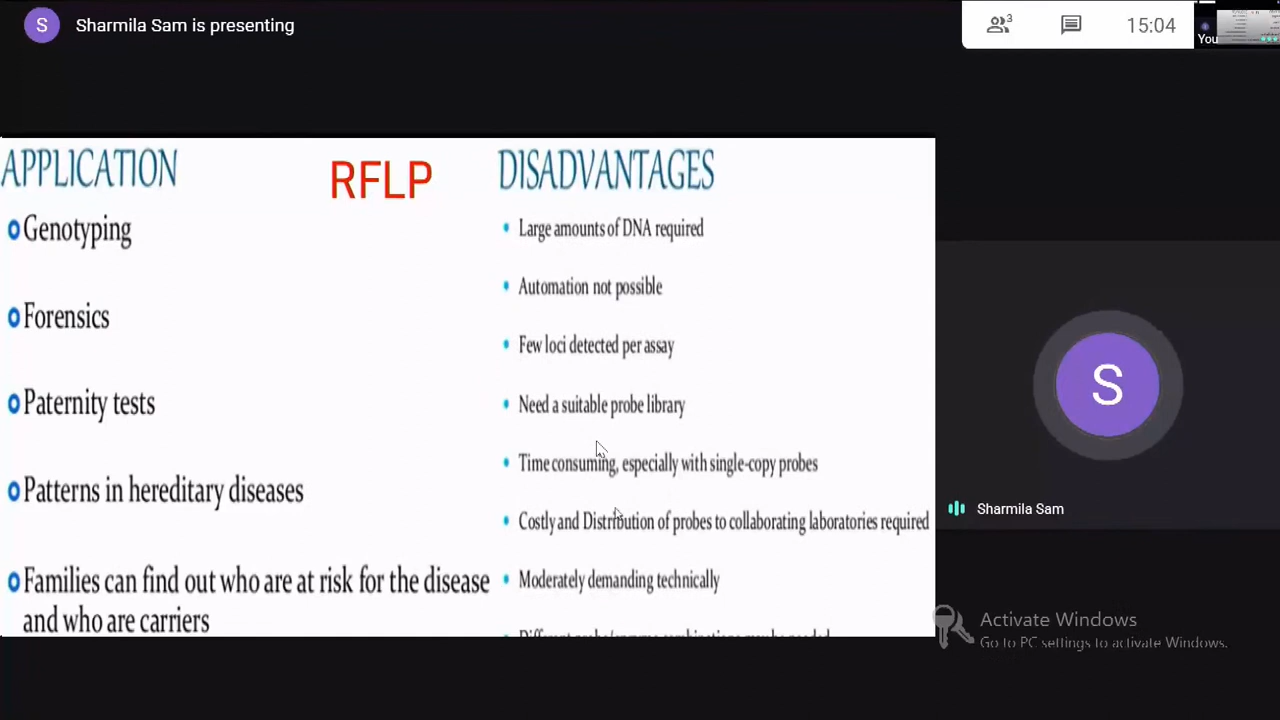 S
Sharmila Sam is presenting
3
15:04
You
APPLICATION
RFLP
Genotyping
Forensics
Paternity tests
Patterns in hereditary diseases
Families can find out who are at risk for the disease
and who are carriers
DISADVANTAGES
Large amounts of DNA required
Automation not possible
Few loci detected per assay
Need a suitable probe library
Time consuming, especially with single-copy probes
Costly and Distribution of probes to collaborating laboratories required
Moderately demanding technically
S
Sharmila Sam
Activate Windows
Go to PC settings to activate Windows.